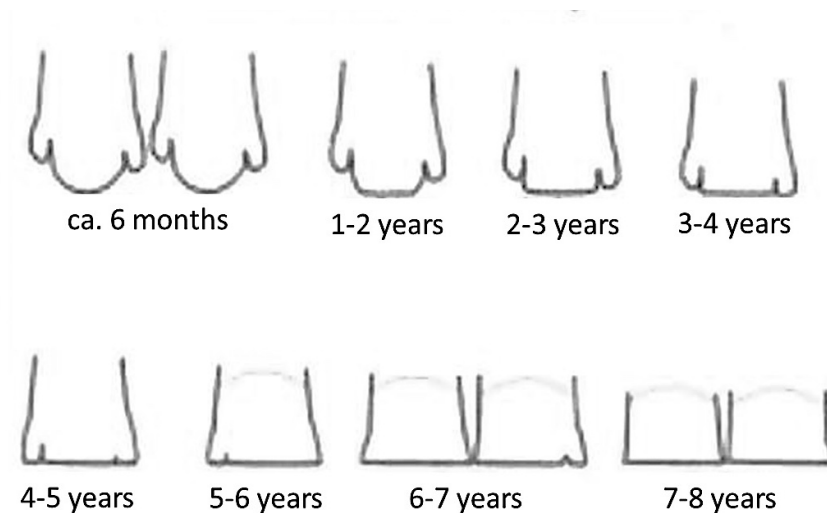 ca. 6 months
1-2 years
2-3 years
3-4 years
4-5 years
5-6 years
6-7 years
7-8 years